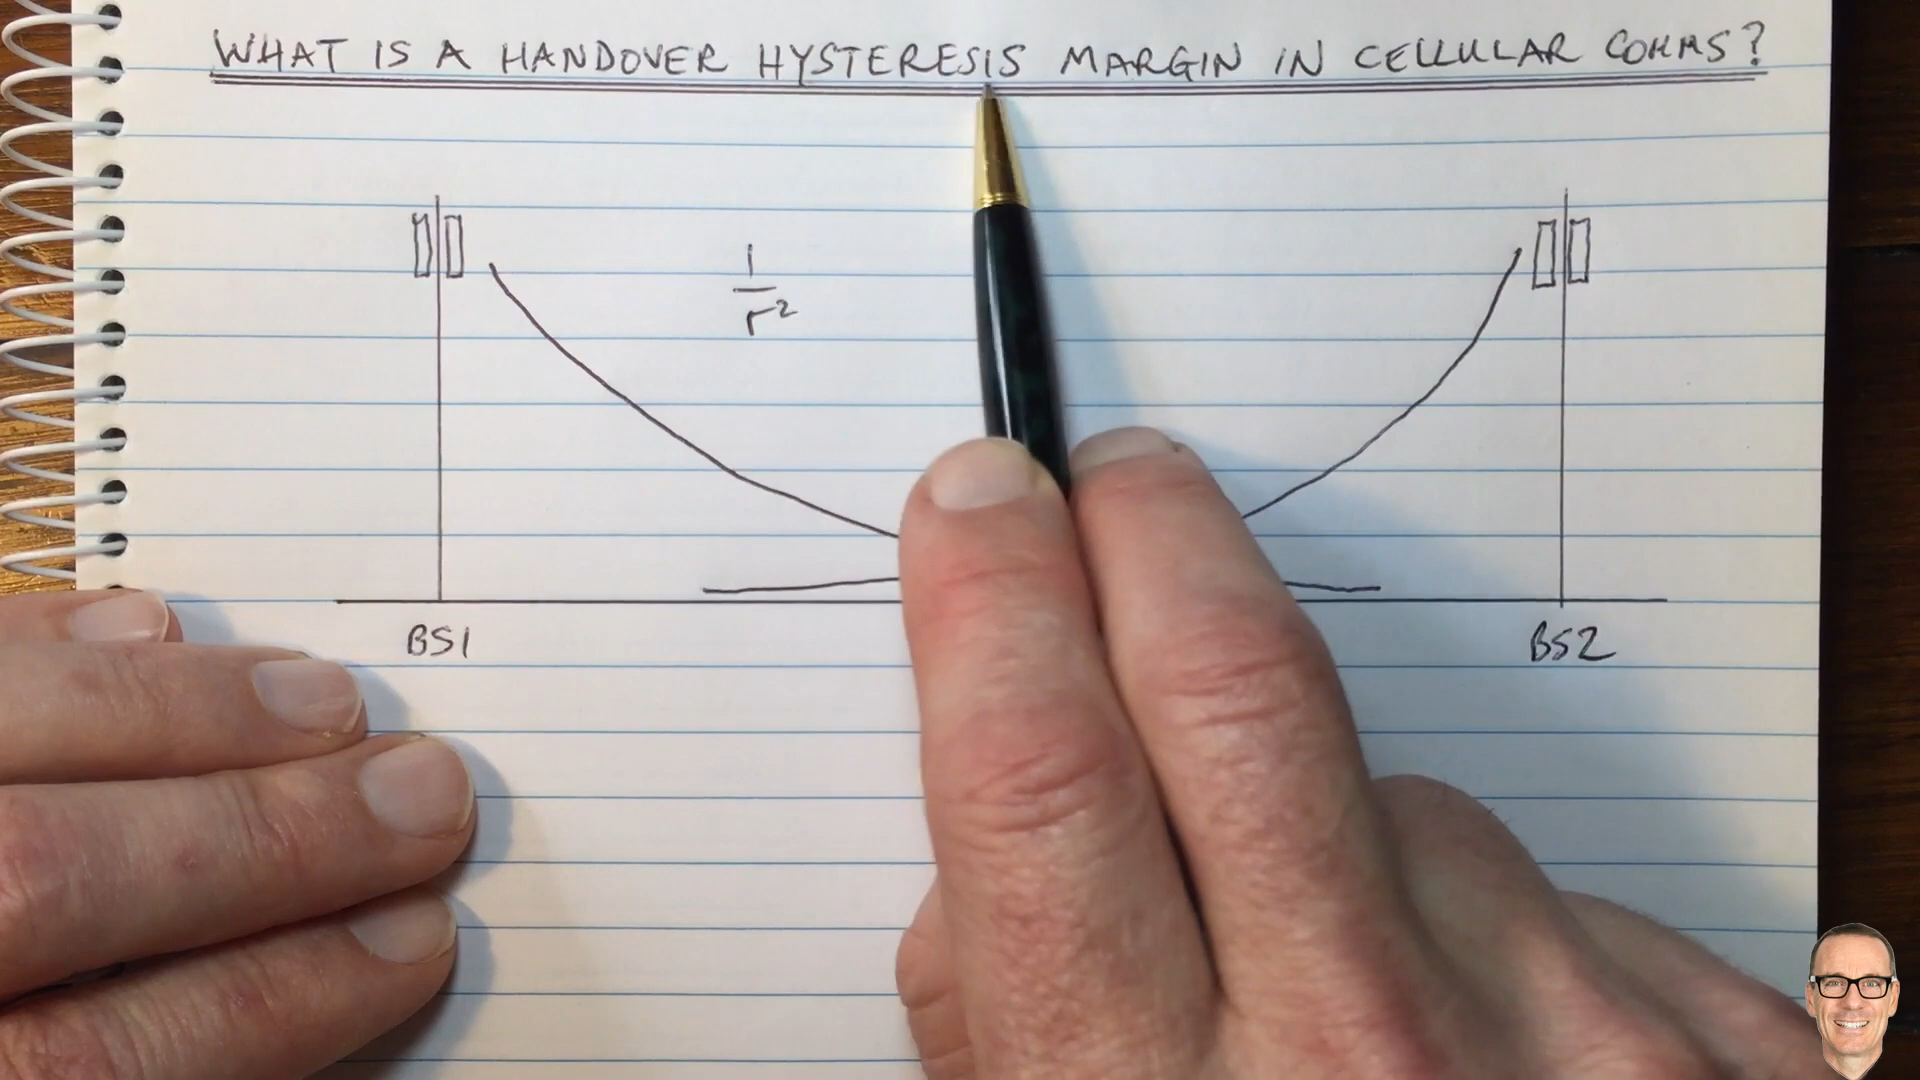 WHAT IS A HANDOVER HYSTERESIS MARGIN IN CELLULAR COMMS?
1
r²
BS1
BS2